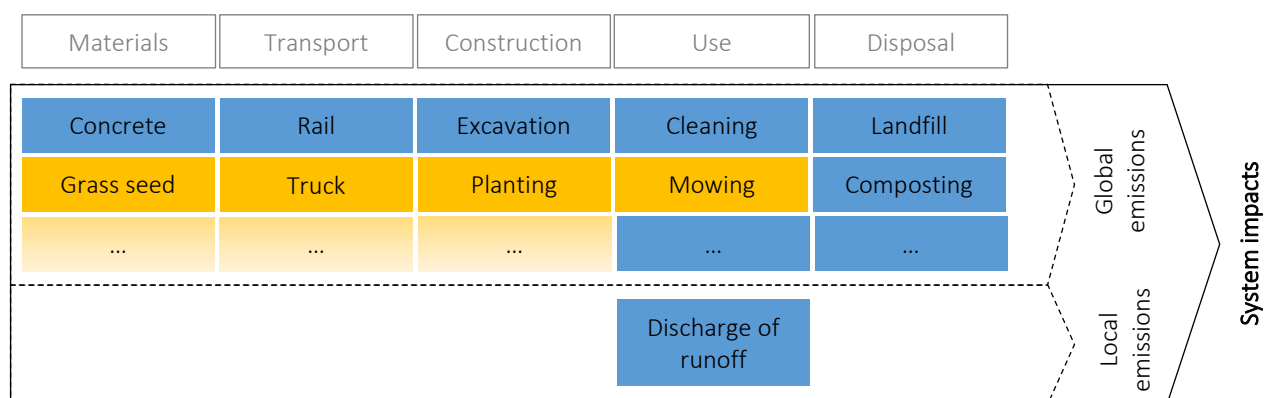 Materials
Transport
Construction
Use
Disposal
Concrete
Rail
Excavation
Cleaning
Landfill
Grass seed
Truck
Planting
Mowing
Composting
...
...
...
...
...
Discharge of
runoff
Global
emissions
Local
emissions
System impacts